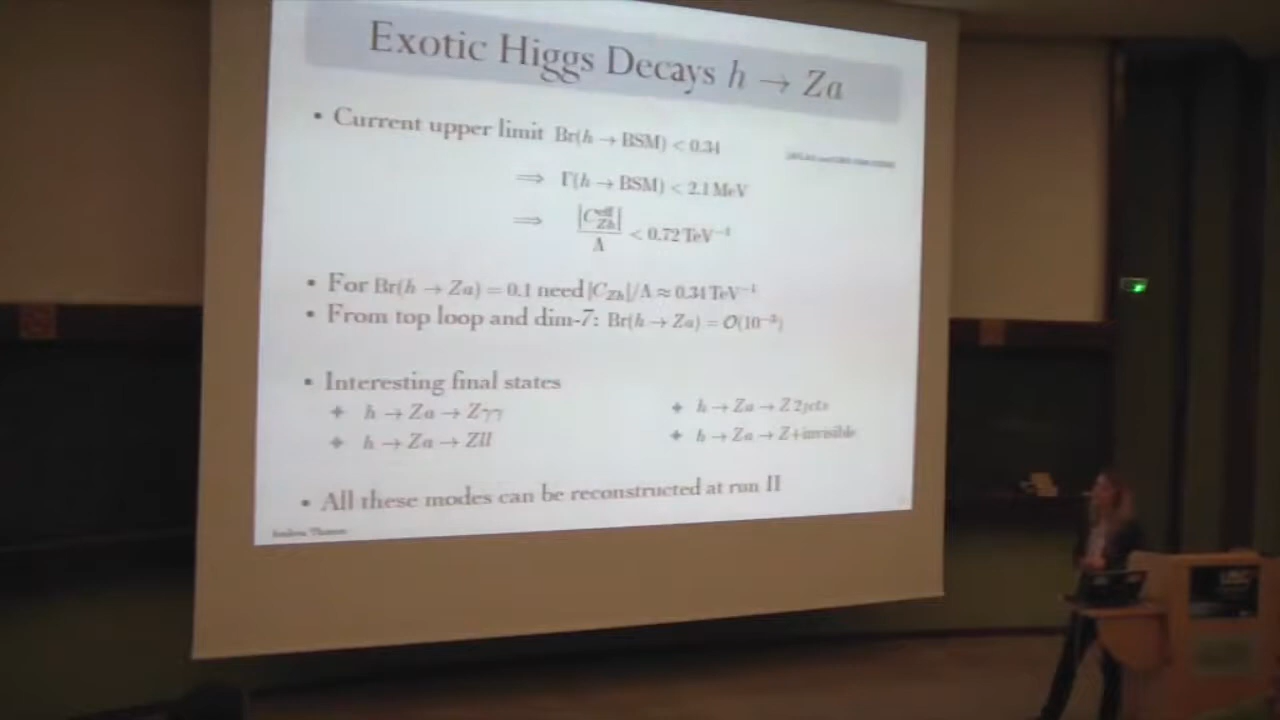 Exotic Higgs Decays h → Za
• Current upper limit Br(h → BSM) < 0.34
⟹ Γ(h → BSM) < 2.1 MeV
⟹ |C_Zh^eff| / Λ < 0.72 TeV⁻¹
• For Br(h → Za) = 0.1 need |C_Zh|/Λ ≈ 0.34 TeV⁻¹
• From top loop and dim-7: Br(h → Za) = O(10⁻³)
• Interesting final states
✦ h → Za → Zγγ ✦ h → Za → Z 2jets
✦ h → Za → Zll ✦ h → Za → Z+invisible
• All these modes can be reconstructed at run II